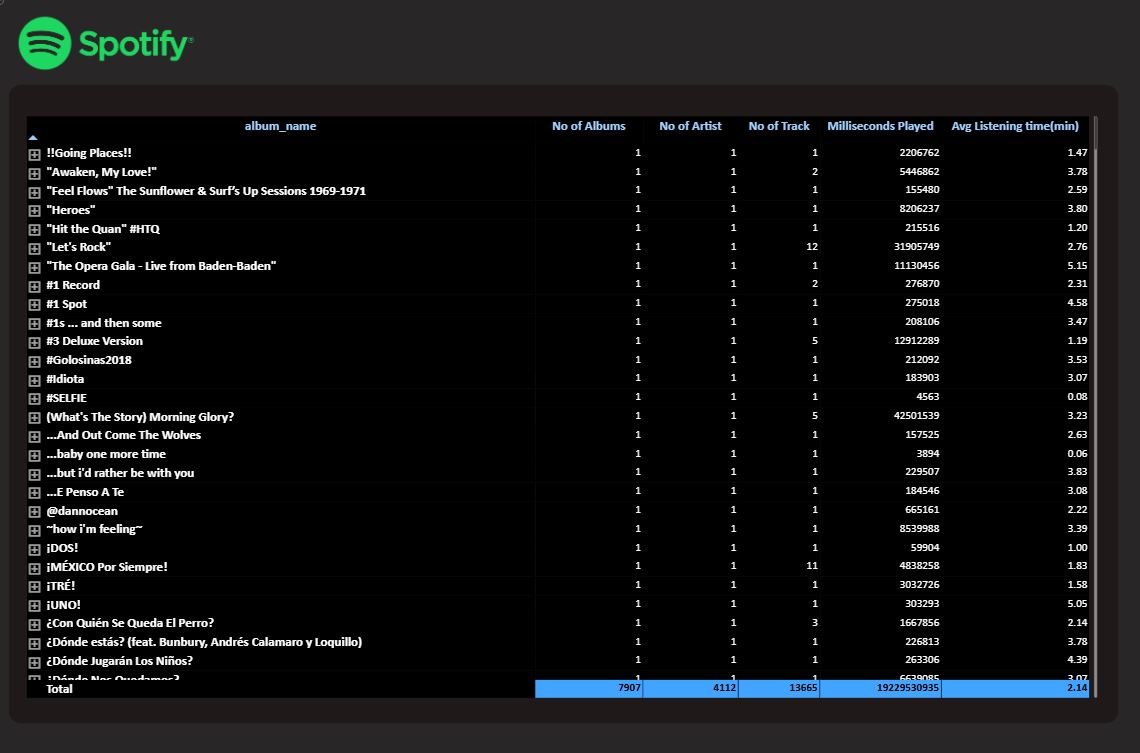 Spotify®
album_name No of Albums No of Artist No of Track Milliseconds Played Avg Listening time(min)
!!Going Places!! 1 1 1 2206762 1.47
"Awaken, My Love!" 1 1 2 5446862 3.78
"Feel Flows" The Sunflower & Surf’s Up Sessions 1969-1971 1 1 1 155480 2.59
"Heroes" 1 1 1 8206237 3.80
"Hit the Quan" #HTQ 1 1 1 215516 1.20
"Let's Rock" 1 1 12 31905749 2.76
"The Opera Gala - Live from Baden-Baden" 1 1 1 11130456 5.15
#1 Record 1 1 2 276870 2.31
#1 Spot 1 1 1 275018 4.58
#1s ... and then some 1 1 1 208106 3.47
#3 Deluxe Version 1 1 5 12912289 1.19
#Golosinas2018 1 1 1 212092 3.53
#Idiota 1 1 1 183903 3.07
#SELFIE 1 1 1 4563 0.08
(What's The Story) Morning Glory? 1 1 5 42501539 3.23
...And Out Come The Wolves 1 1 1 157525 2.63
...baby one more time 1 1 1 3894 0.06
...but i'd rather be with you 1 1 1 229507 3.83
...E Penso A Te 1 1 1 184546 3.08
@dannocean 1 1 1 665161 2.22
~how i'm feeling~ 1 1 1 8539988 3.39
¡DOS! 1 1 1 59904 1.00
¡MÉXICO Por Siempre! 1 1 11 4838258 1.83
¡TRÉ! 1 1 1 3032726 1.58
¡UNO! 1 1 1 303293 5.05
¿Con Quién Se Queda El Perro? 1 1 3 1667856 2.14
¿Dónde estás? (feat. Bunbury, Andrés Calamaro y Loquillo) 1 1 1 226813 3.78
¿Dónde Jugarán Los Niños? 1 1 1 263306 4.39
¿Dónde Nos Quedamos? 1 1 1 6639085 3.07
Total 7907 4112 13665 19229530935 2.14